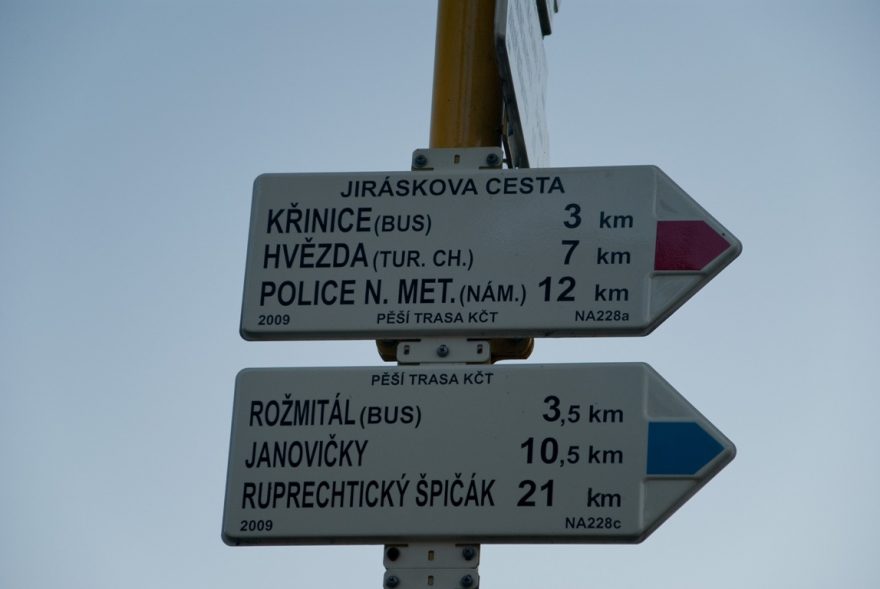 JIRÁSKOVA CESTA
KŘINICE (BUS) 3 km
HVĚZDA (TUR. CH.) 7 km
POLICE N. MET. (NÁM.) 12 km
2009 PĚŠÍ TRASA KČT NA228a
PĚŠÍ TRASA KČT
ROŽMITÁL (BUS) 3,5 km
JANOVIČKY 10,5 km
RUPRECHTICKÝ ŠPIČÁK 21 km
2009 NA228c